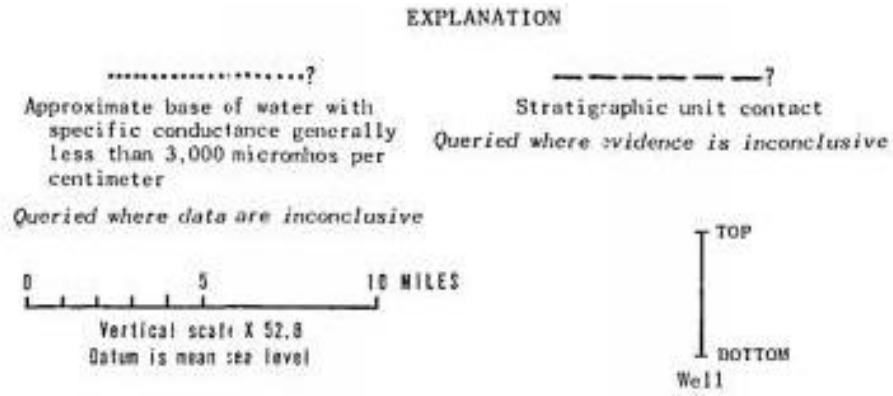 EXPLANATION
?
Approximate base of water with
specific conductance generally
less than 3,000 micromhos per
centimeter
Queried where data are inconclusive
?
Stratigraphic unit contact
Queried where evidence is inconclusive
0 5 10 MILES
Vertical scale X 52.8
Datum is mean sea level
TOP
BOTTOM
Well